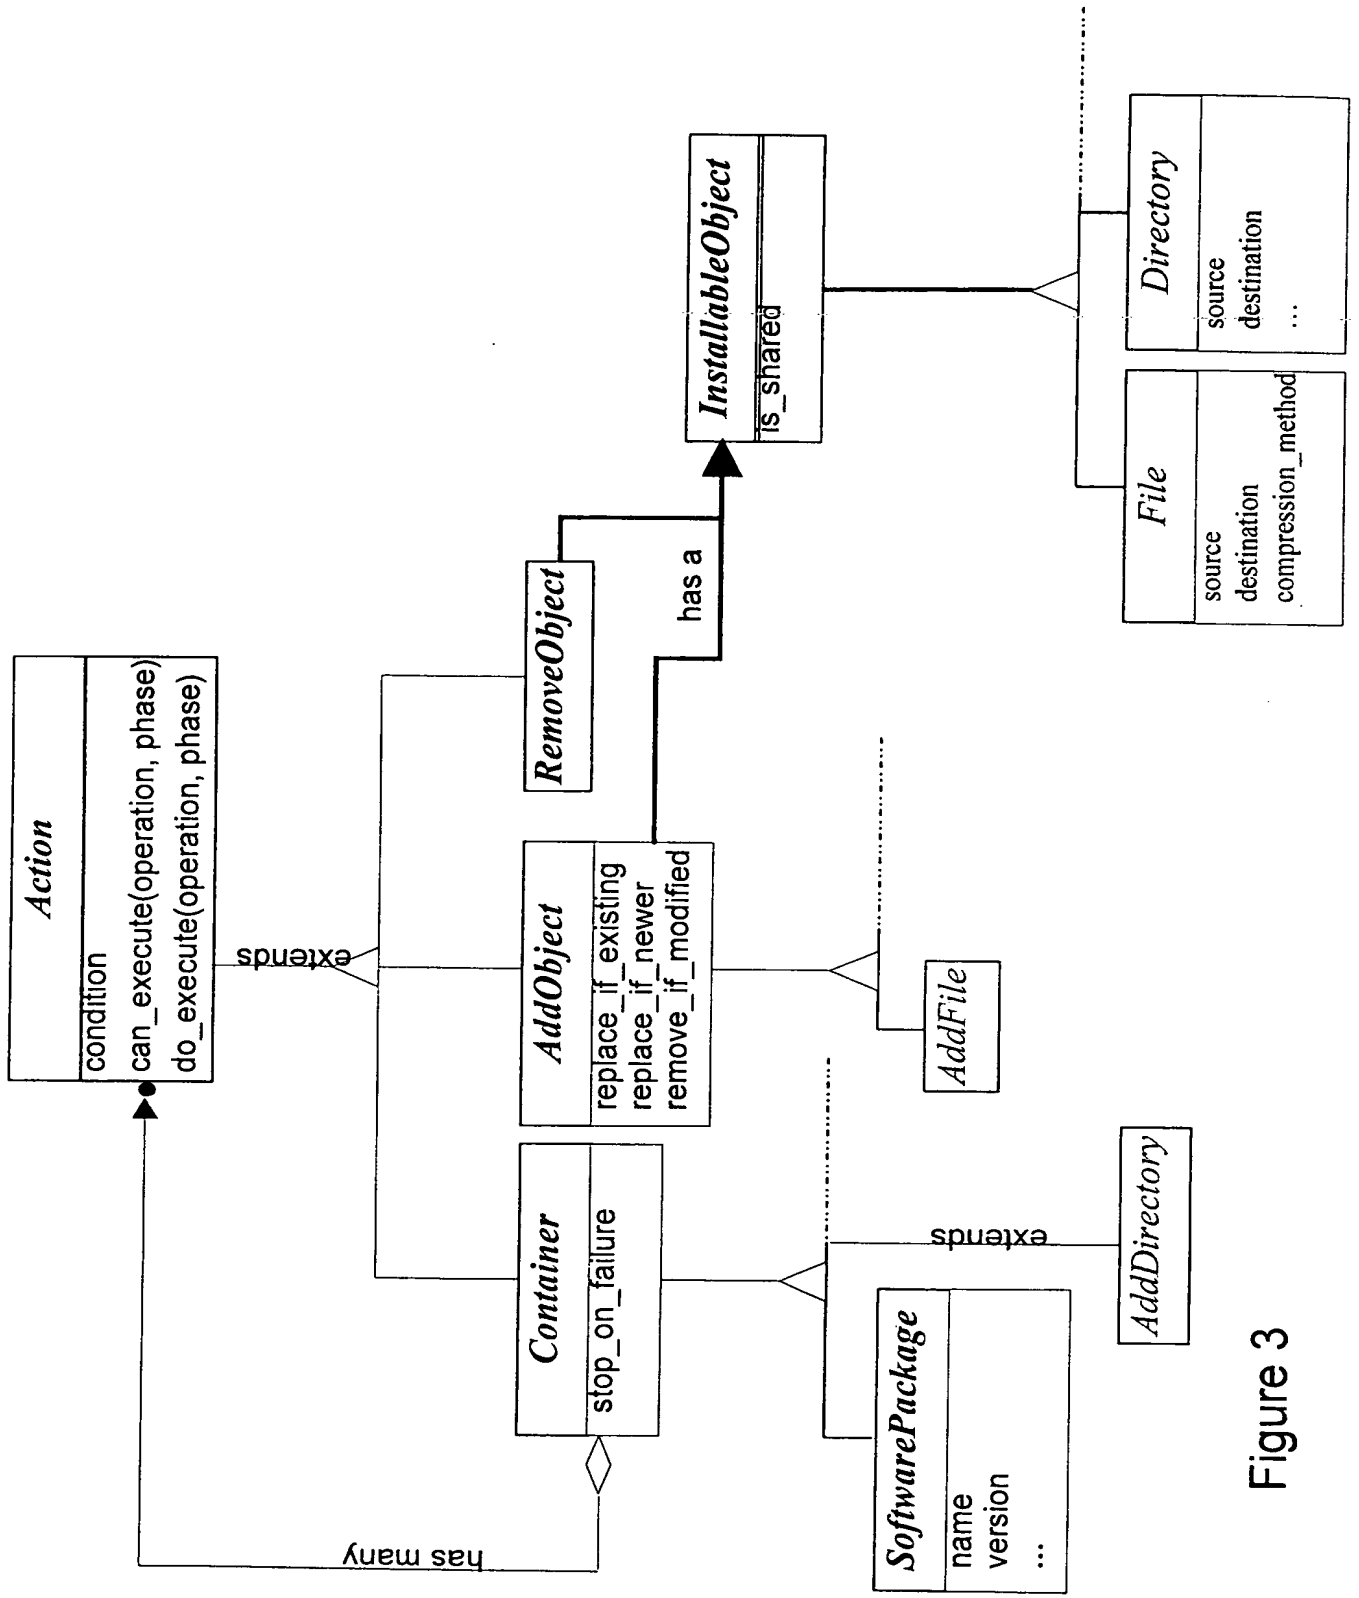 Action
condition
can_execute(operation, phase)
do_execute(operation, phase)
has many
extends
Container
stop_on_failure
AddObject
replace_if_existing
replace_if_newer
remove_if_modified
RemoveObject
has a
InstallableObject
is_shared
SoftwarePackage
name
version
...
extends
AddDirectory
AddFile
File
source
destination
compression_method
Directory
source
destination
...
Figure 3